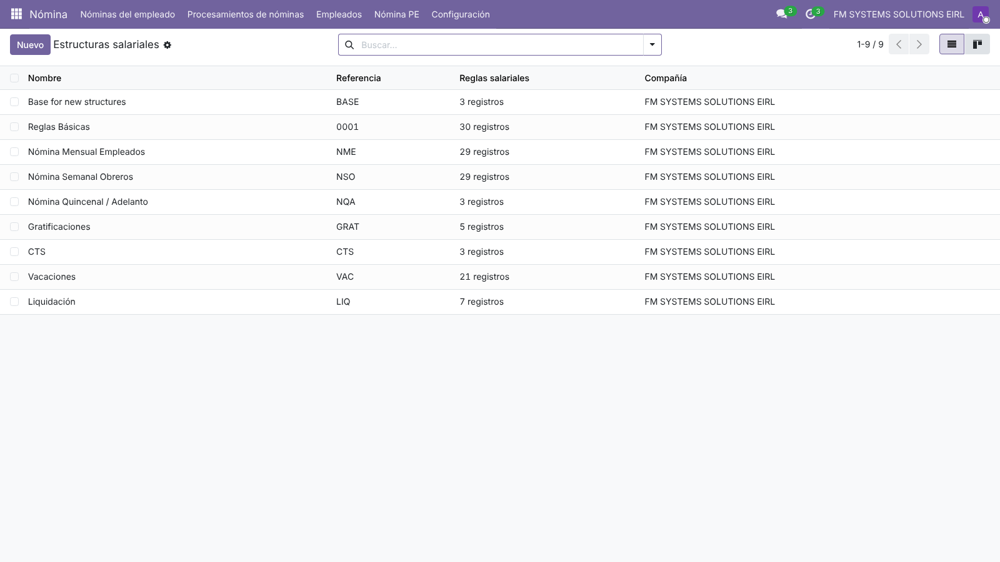 Nómina Nóminas del empleado Procesamientos de nóminas Empleados Nómina PE Configuración 3 3 FM SYSTEMS SOLUTIONS EIRL A
Nuevo Estructuras salariales Buscar... 1-9 / 9
Nombre Referencia Reglas salariales Compañía
Base for new structures BASE 3 registros FM SYSTEMS SOLUTIONS EIRL
Reglas Básicas 0001 30 registros FM SYSTEMS SOLUTIONS EIRL
Nómina Mensual Empleados NME 29 registros FM SYSTEMS SOLUTIONS EIRL
Nómina Semanal Obreros NSO 29 registros FM SYSTEMS SOLUTIONS EIRL
Nómina Quincenal / Adelanto NQA 3 registros FM SYSTEMS SOLUTIONS EIRL
Gratificaciones GRAT 5 registros FM SYSTEMS SOLUTIONS EIRL
CTS CTS 3 registros FM SYSTEMS SOLUTIONS EIRL
Vacaciones VAC 21 registros FM SYSTEMS SOLUTIONS EIRL
Liquidación LIQ 7 registros FM SYSTEMS SOLUTIONS EIRL